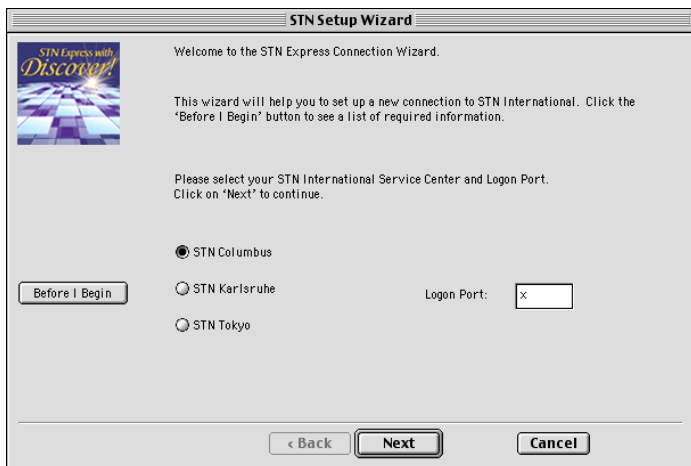 STN Setup Wizard
STN Express with
Discover!
Welcome to the STN Express Connection Wizard.
This wizard will help you to set up a new connection to STN International. Click the
'Before I Begin' button to see a list of required information.
Please select your STN International Service Center and Logon Port.
Click on 'Next' to continue.
STN Columbus
Before I Begin
STN Karlsruhe
Logon Port:
x
STN Tokyo
< Back
Next
Cancel